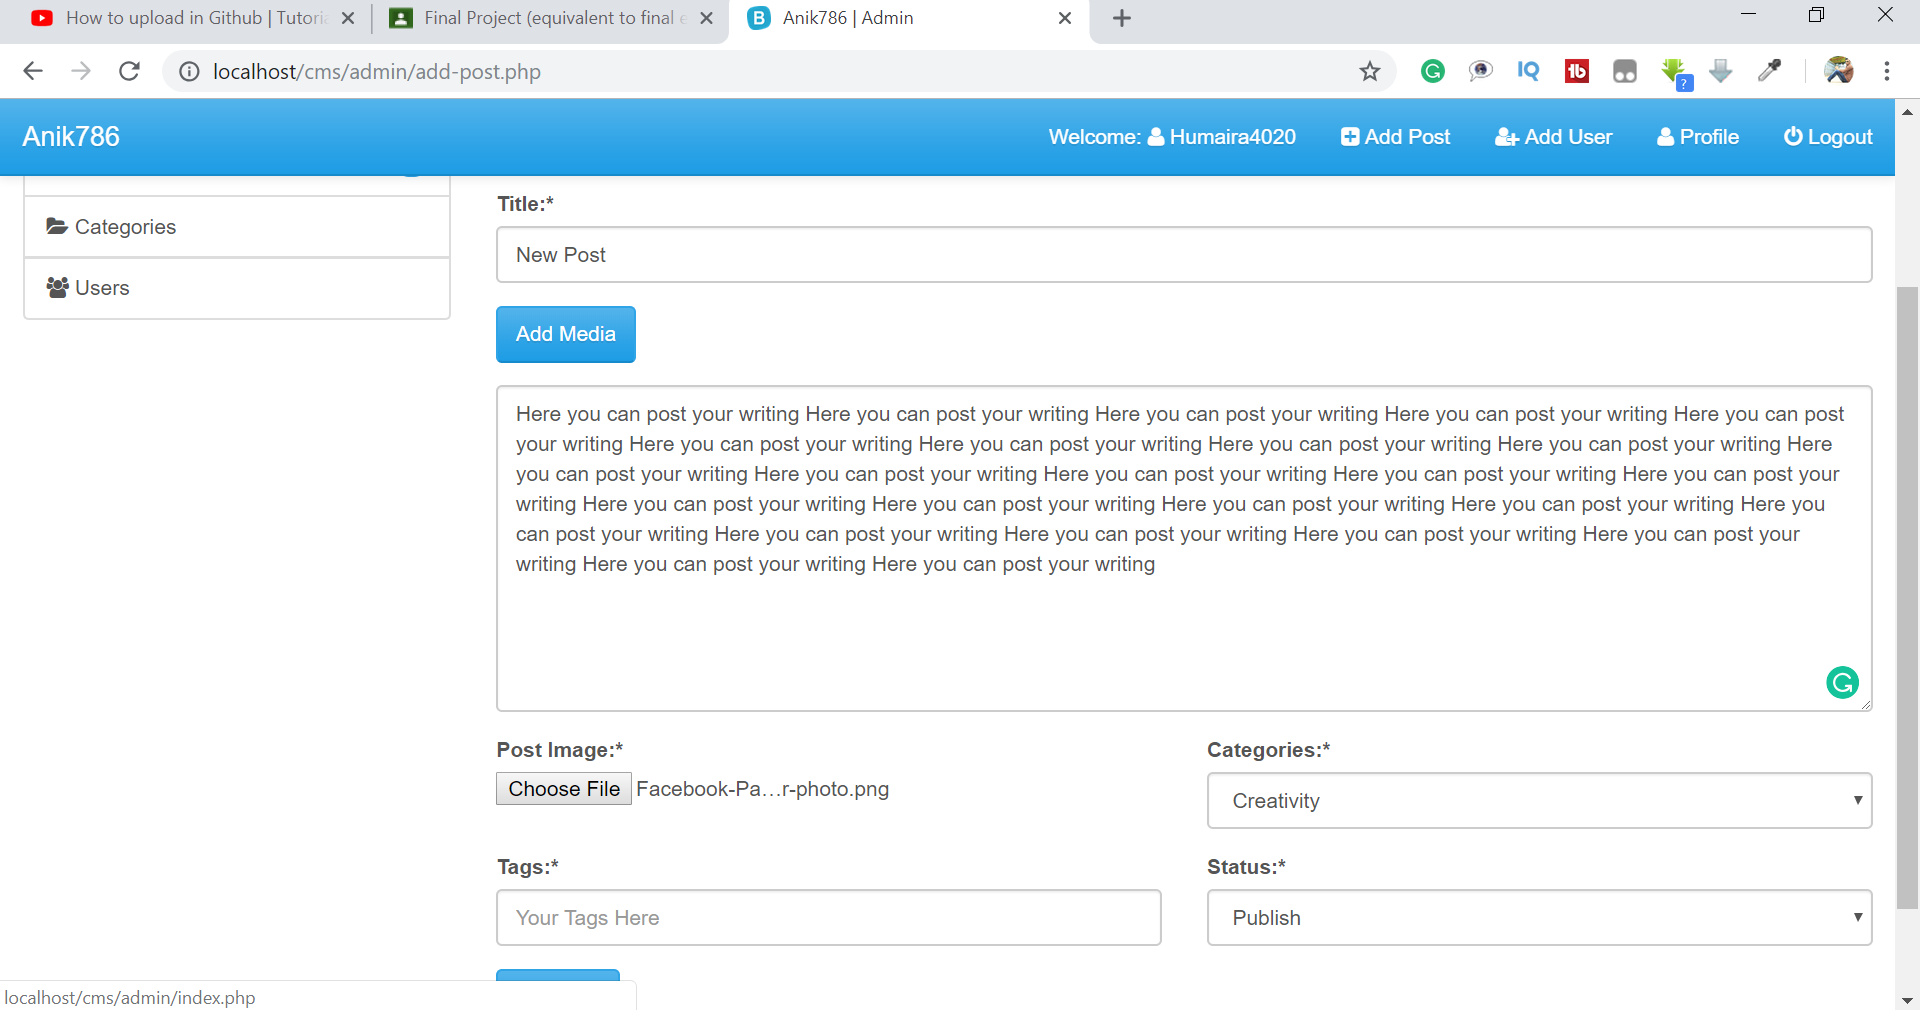 How to upload in Github | Tutoria
Final Project (equivalent to final e
Anik786 | Admin
localhost/cms/admin/add-post.php
Anik786
Welcome: Humaira4020
Add Post
Add User
Profile
Logout
Categories
Users
Title:*
New Post
Add Media
Here you can post your writing Here you can post your writing Here you can post your writing Here you can post your writing Here you can post
your writing Here you can post your writing Here you can post your writing Here you can post your writing Here you can post your writing Here
you can post your writing Here you can post your writing Here you can post your writing Here you can post your writing Here you can post your
writing Here you can post your writing Here you can post your writing Here you can post your writing Here you can post your writing Here you
can post your writing Here you can post your writing Here you can post your writing Here you can post your writing Here you can post your
writing Here you can post your writing Here you can post your writing
Post Image:*
Choose File Facebook-Pa...r-photo.png
Categories:*
Creativity
Tags:*
Your Tags Here
Status:*
Publish
localhost/cms/admin/index.php